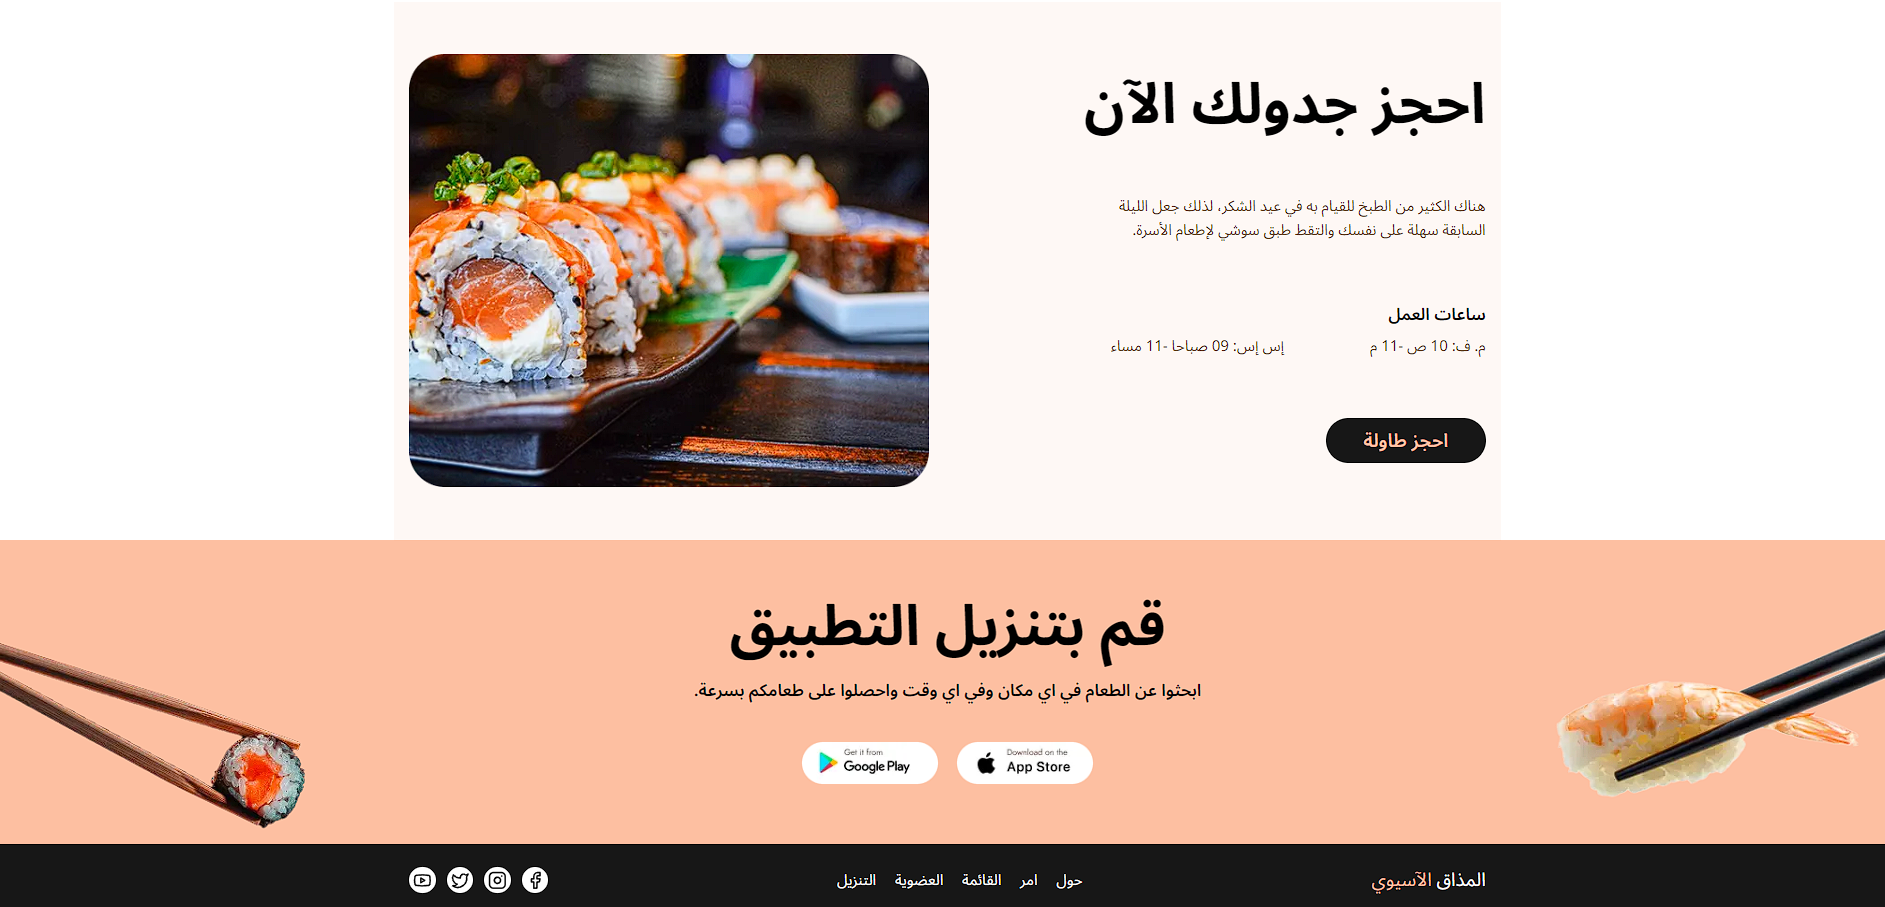 احجز جدولك الآن
هناك الكثير من الطبخ للقيام به في عيد الشكر، لذلك جعل الليلة
السابقة سهلة على نفسك والتقط طبق سوشي لإطعام الأسرة.
ساعات العمل
م. ف: 10 ص -11 م
إس إس: 09 صباحا -11 مساء
احجز طاولة
قم بتنزيل التطبيق
ابحثوا عن الطعام في اي مكان وفي اي وقت واحصلوا على طعامكم بسرعة.
Download on the
App Store
Get it from
Google Play
المذاق الآسيوي
حول
امر
القائمة
العضوية
التنزيل